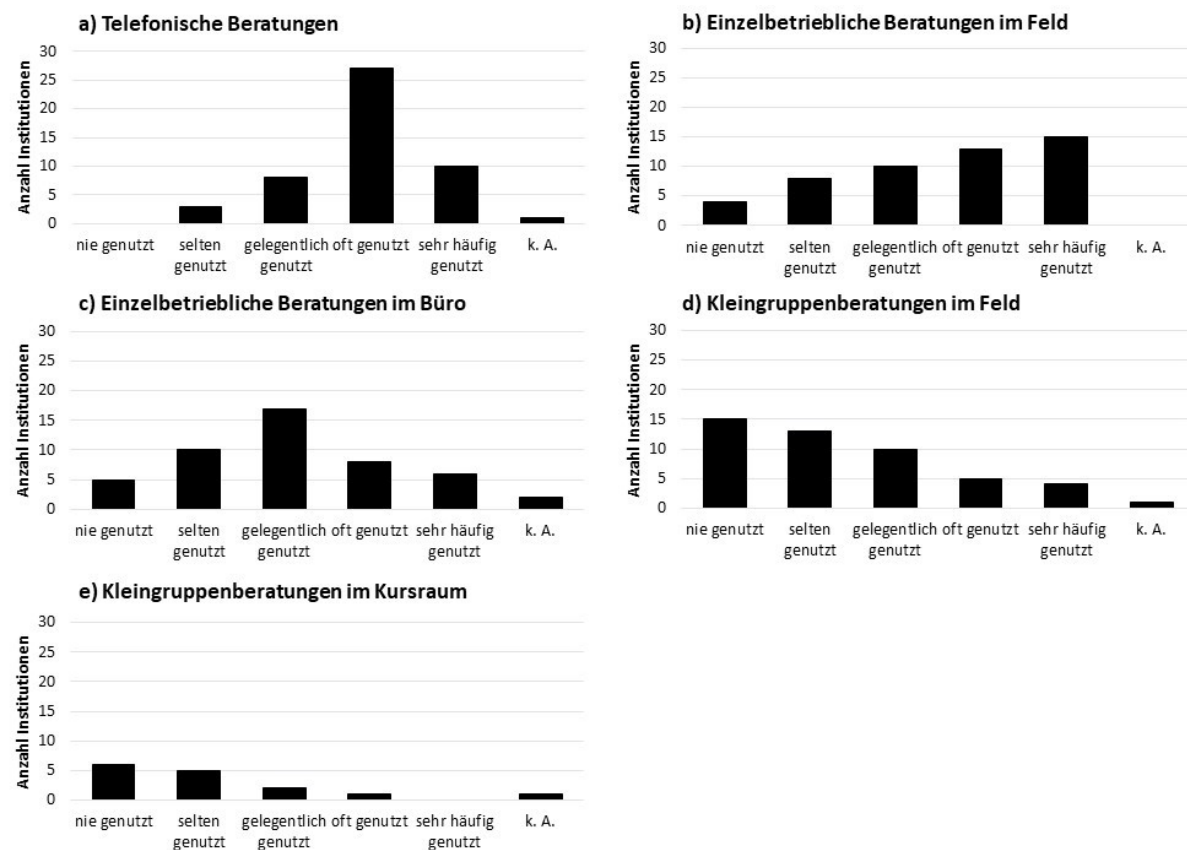 a) Telefonische Beratungen
Anzahl Institutionen
30
25
20
15
10
5
0
nie genutzt selten gelegentlich oft genutzt sehr häufig k. A.
genutzt genutzt genutzt
b) Einzelbetriebliche Beratungen im Feld
Anzahl Institutionen
30
25
20
15
10
5
0
nie genutzt selten gelegentlich oft genutzt sehr häufig k. A.
genutzt genutzt genutzt
c) Einzelbetriebliche Beratungen im Büro
Anzahl Institutionen
30
25
20
15
10
5
0
nie genutzt selten gelegentlich oft genutzt sehr häufig k. A.
genutzt genutzt genutzt
d) Kleingruppenberatungen im Feld
Anzahl Institutionen
30
25
20
15
10
5
0
nie genutzt selten gelegentlich oft genutzt sehr häufig k. A.
genutzt genutzt genutzt
e) Kleingruppenberatungen im Kursraum
Anzahl Institutionen
30
25
20
15
10
5
0
nie genutzt selten gelegentlich oft genutzt sehr häufig k. A.
genutzt genutzt genutzt